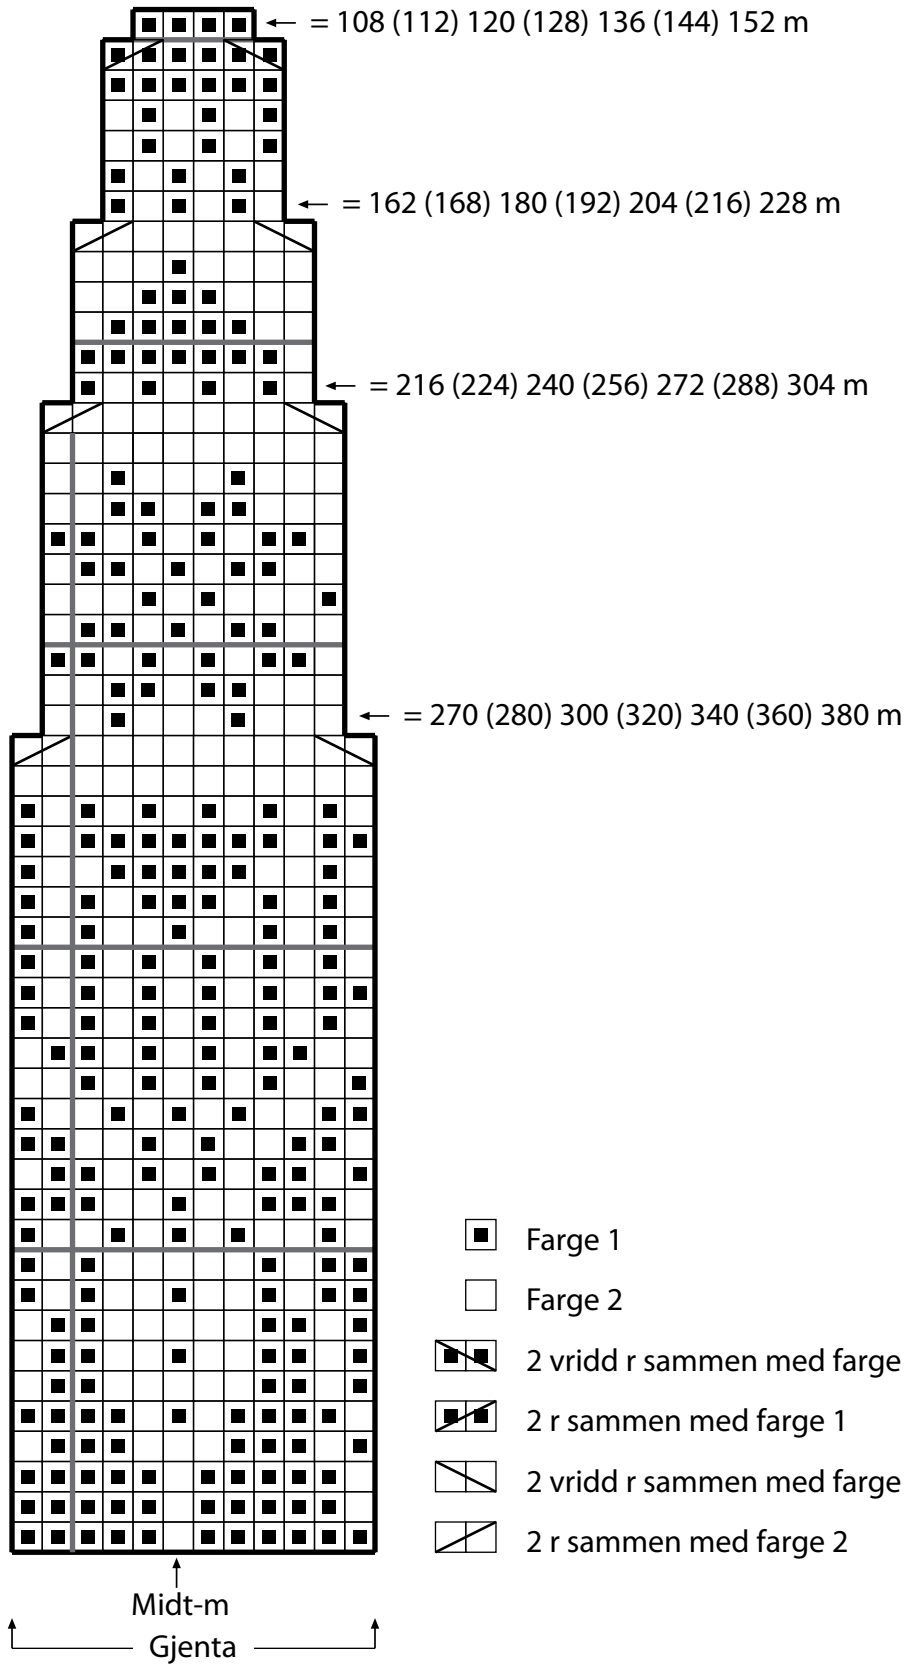 = 108 (112) 120 (128) 136 (144) 152 m
= 162 (168) 180 (192) 204 (216) 228 m
= 216 (224) 240 (256) 272 (288) 304 m
= 270 (280) 300 (320) 340 (360) 380 m
Farge 1
Farge 2
2 vridd r sammen med farge
2 r sammen med farge 1
2 vridd r sammen med farge
2 r sammen med farge 2
Midt-m
Gjenta